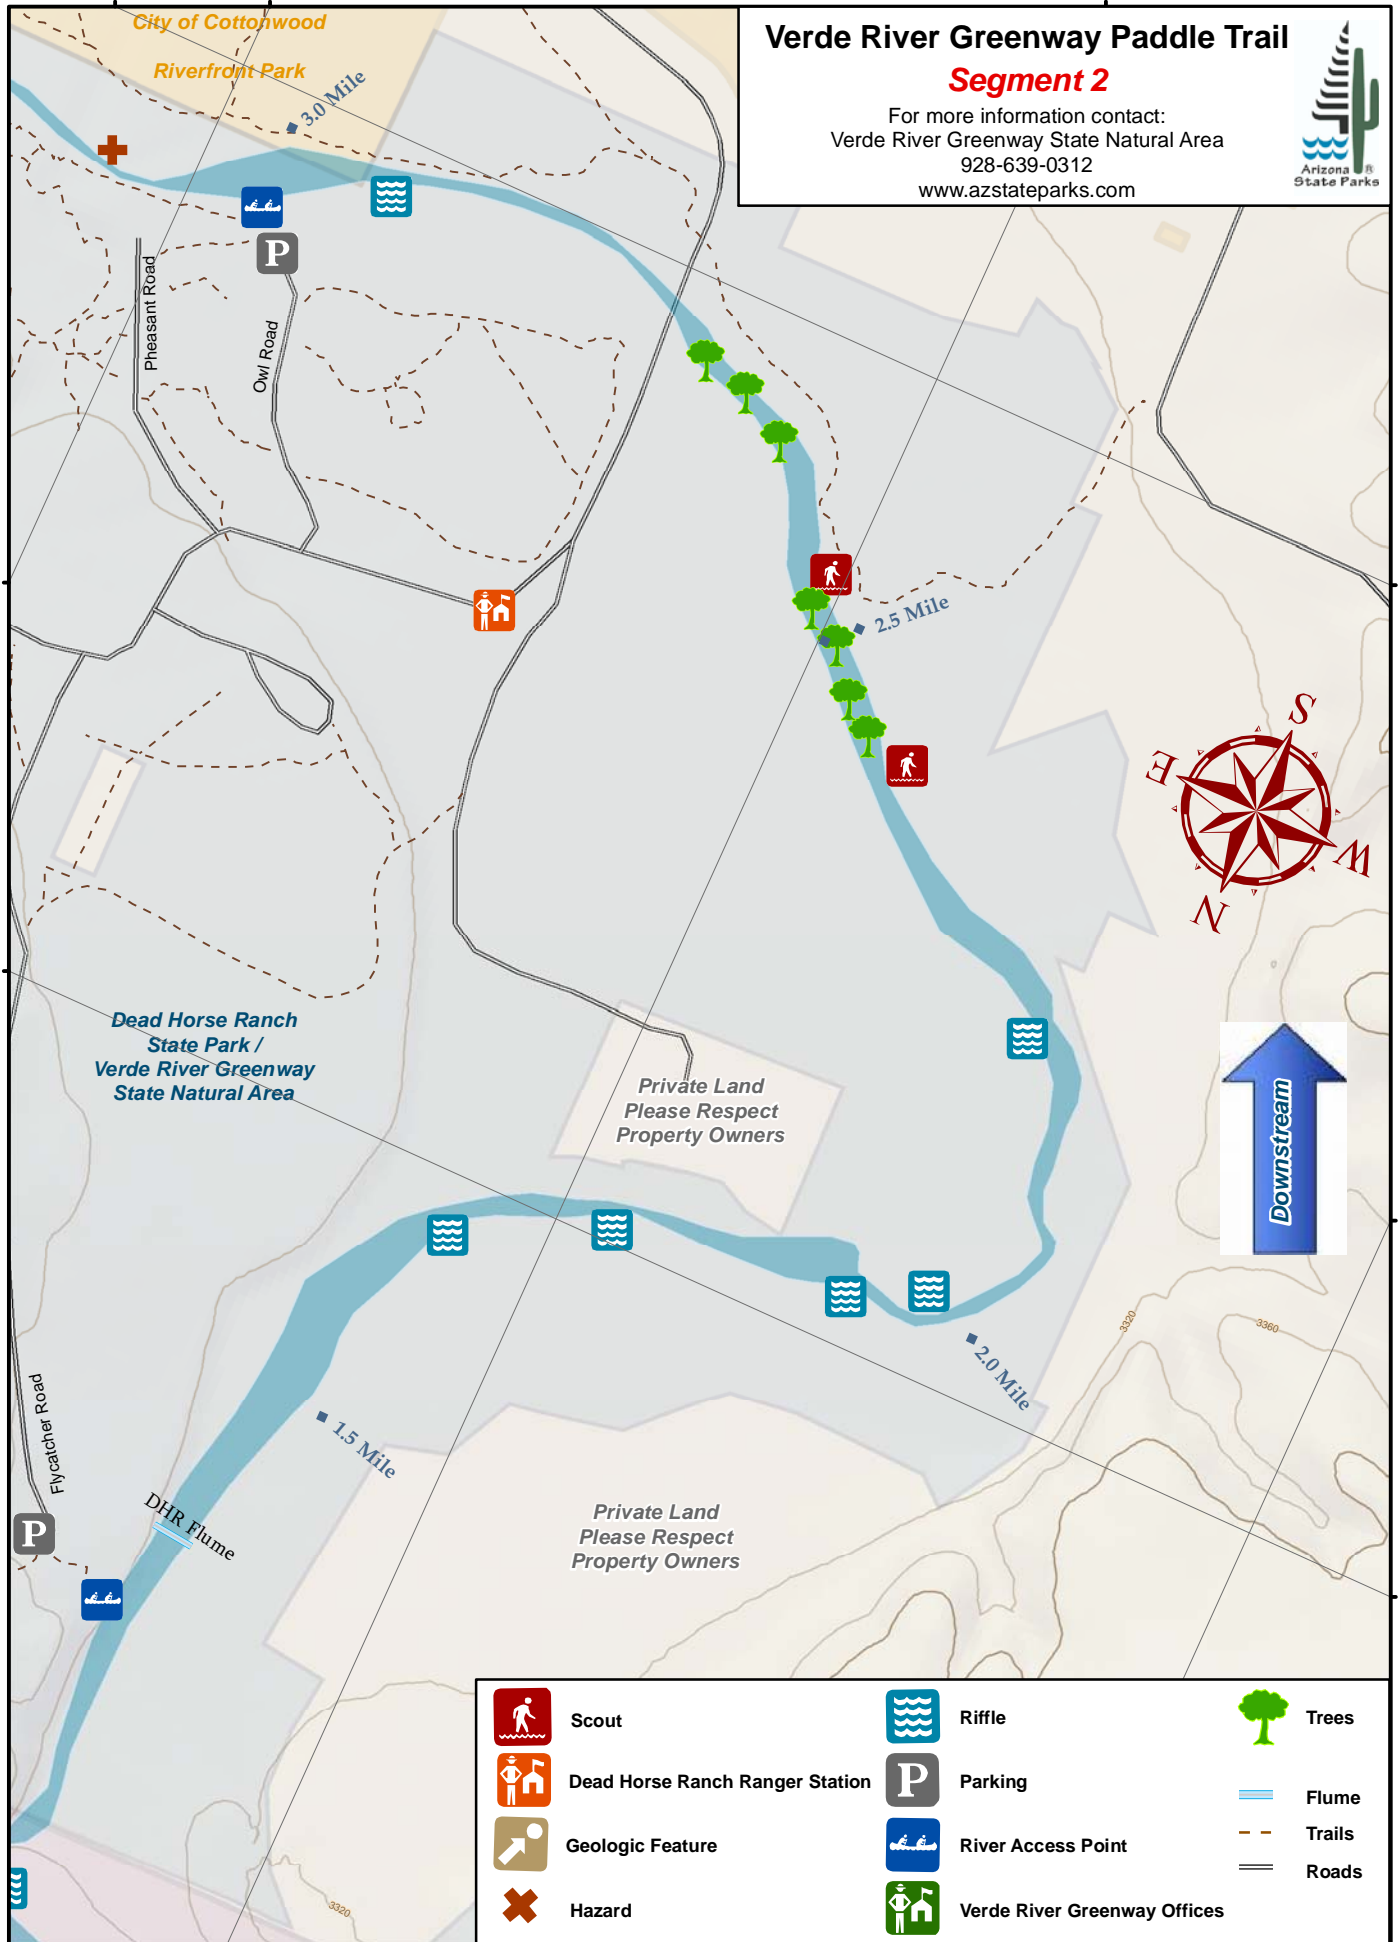 City of Cottonwood
Riverfront Park
3.0 Mile
Verde River Greenway Paddle Trail
Segment 2
For more information contact:
Verde River Greenway State Natural Area
928-639-0312
www.azstateparks.com
Arizona ®
State Parks
P
Pheasant Road
Owl Road
2.5 Mile
S
E
W
N
Dead Horse Ranch
State Park /
Verde River Greenway
State Natural Area
Private Land
Please Respect
Property Owners
Downstream
3320
3360
2.0 Mile
1.5 Mile
Flycatcher Road
DHR Flume
P
Private Land
Please Respect
Property Owners
3320
Scout
Riffle
Trees
Dead Horse Ranch Ranger Station
P
Parking
Flume
Geologic Feature
River Access Point
Trails
Roads
Hazard
Verde River Greenway Offices